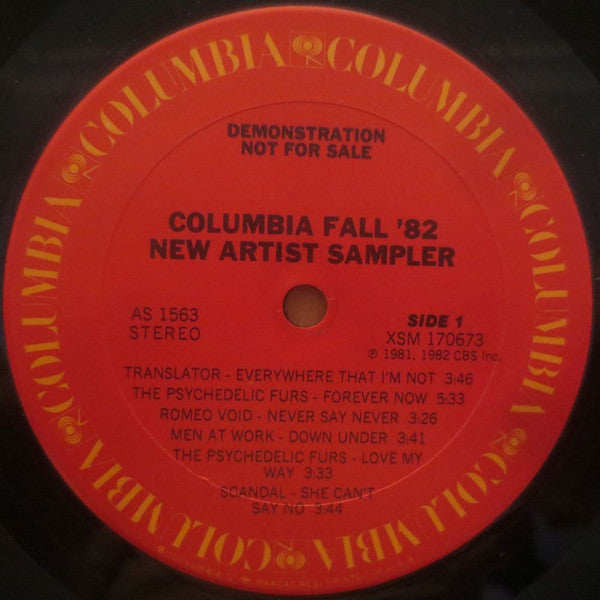 COLUMBIA COLUMBIA COLUMBIA COLUMBIA COLUMBIA COLUMBIA
DEMONSTRATION
NOT FOR SALE
COLUMBIA FALL '82
NEW ARTIST SAMPLER
AS 1563
STEREO
SIDE 1
XSM 170673
℗ 1981, 1982 CBS Inc.
TRANSLATOR - EVERYWHERE THAT I'M NOT 3:46
THE PSYCHEDELIC FURS - FOREVER NOW 5:33
ROMEO VOID - NEVER SAY NEVER 3:26
MEN AT WORK - DOWN UNDER 3:41
THE PSYCHEDELIC FURS - LOVE MY
WAY 3:33
SCANDAL - SHE CAN'T
SAY NO 3:44